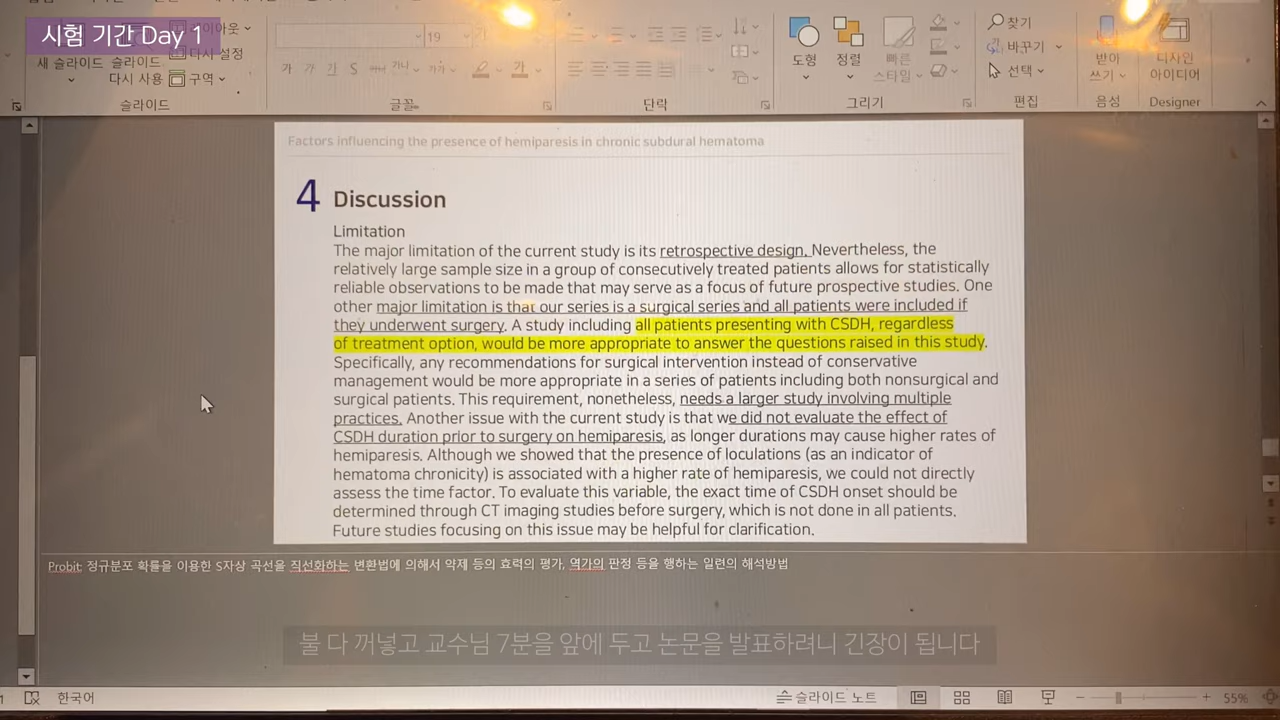 시험 기간 Day 1
새 슬라이드 슬라이드 다시 설정
다시 사용 구역
슬라이드
19
가 가 가 S
글꼴
단락
도형 정렬 빠른
스타일
그리기
찾기
바꾸기
선택
편집
받아
쓰기
음성
디자인
아이디어
Designer
Factors influencing the presence of hemiparesis in chronic subdural hematoma
4 Discussion
Limitation
The major limitation of the current study is its retrospective design. Nevertheless, the
relatively large sample size in a group of consecutively treated patients allows for statistically
reliable observations to be made that may serve as a focus of future prospective studies. One
other major limitation is that our series is a surgical series and all patients were included if
they underwent surgery. A study including all patients presenting with CSDH, regardless
of treatment option, would be more appropriate to answer the questions raised in this study.
Specifically, any recommendations for surgical intervention instead of conservative
management would be more appropriate in a series of patients including both nonsurgical and
surgical patients. This requirement, nonetheless, needs a larger study involving multiple
practices. Another issue with the current study is that we did not evaluate the effect of
CSDH duration prior to surgery on hemiparesis, as longer durations may cause higher rates of
hemiparesis. Although we showed that the presence of loculations (as an indicator of
hematoma chronicity) is associated with a higher rate of hemiparesis, we could not directly
assess the time factor. To evaluate this variable, the exact time of CSDH onset should be
determined through CT imaging studies before surgery, which is not done in all patients.
Future studies focusing on this issue may be helpful for clarification.
Probit: 정규분포 확률을 이용한 S자상 곡선을 직선화하는 변환법에 의해서 약제 등의 효력의 평가, 역가의 판정 등을 행하는 일련의 해석방법
불 다 꺼넣고 교수님 7분을 앞에 두고 논문을 발표하려니 긴장이 됩니다
한국어
슬라이드 노트
55%